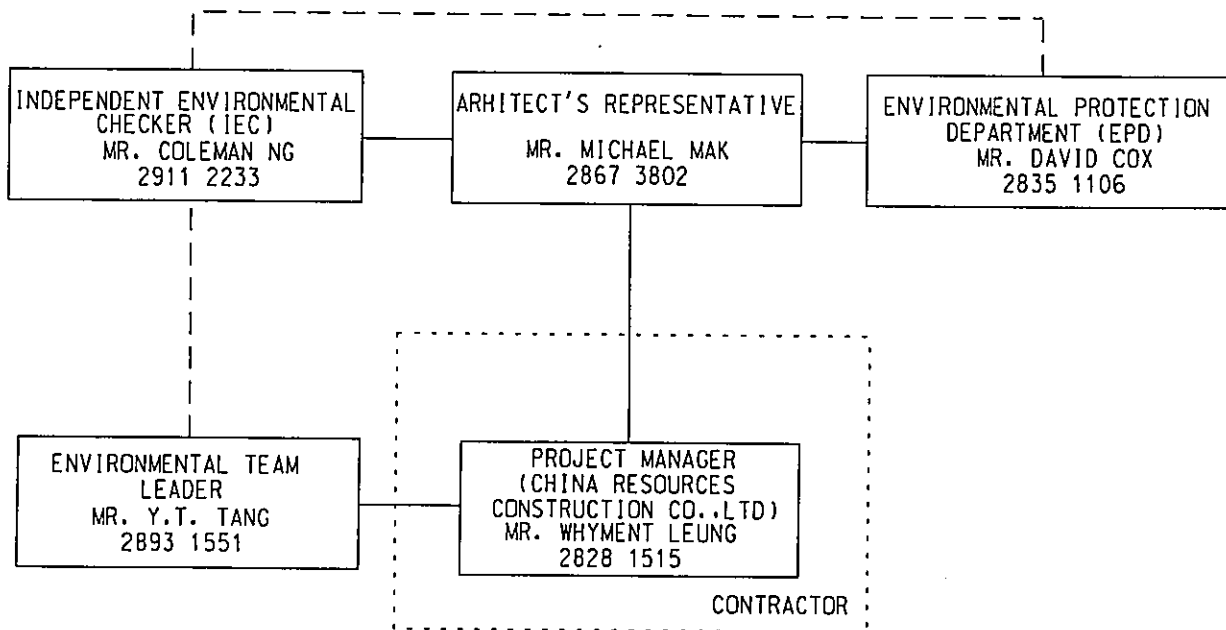 INDEPENDENT ENVIRONMENTAL
CHECKER (IEC)
MR. COLEMAN NG
2911 2233
ARHITECT'S REPRESENTATIVE
MR. MICHAEL MAK
2867 3802
ENVIRONMENTAL PROTECTION
DEPARTMENT (EPD)
MR. DAVID COX
2835 1106
ENVIRONMENTAL TEAM
LEADER
MR. Y.T. TANG
2893 1551
PROJECT MANAGER
(CHINA RESOURCES
CONSTRUCTION CO..LTD)
MR. WHYMENT LEUNG
2828 1515
CONTRACTOR